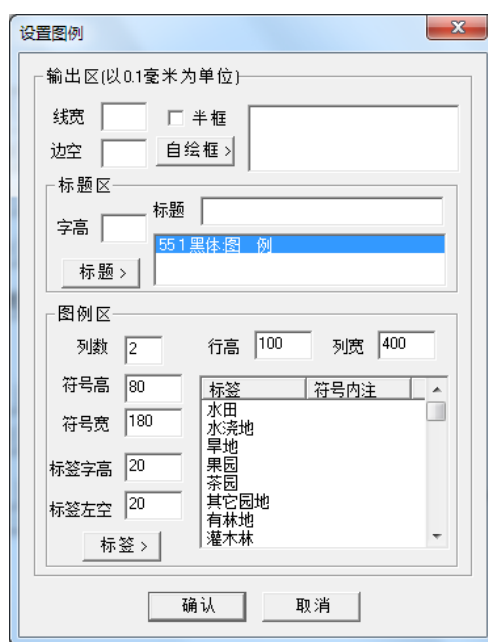 设置图例
输出区(以0.1毫米为单位)
线宽 半框
边空 自绘框>
标题区
字高 标题
标题> 55 1 黑体:图 例
图例区
列数 2 行高 100 列宽 400
符号高 80
符号宽 180
标签字高 20
标签左空 20
标签>
标签 符号内注
水田
水浇地
旱地
果园
茶园
其它园地
有林地
灌木林
确认 取消